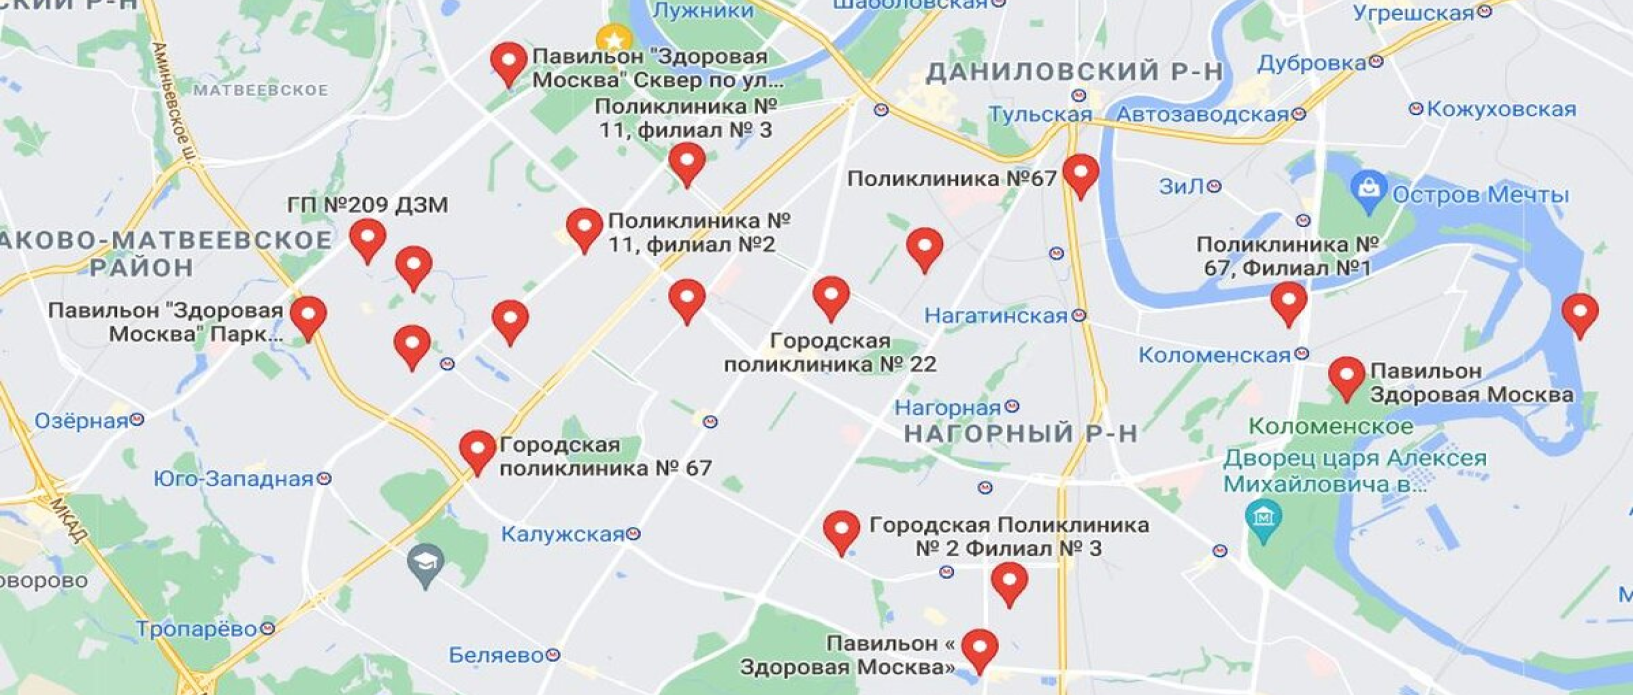 Лужники
Шаболовская
Угрешская
Павильон "Здоровая
Москва" Сквер по ул...
ДАНИЛОВСКИЙ Р-Н
Дубровка
МАТВЕЕВСКОЕ
Аминьевское ш.
Поликлиника №
11, филиал № 3
Тульская
Автозаводская
Кожуховская
Поликлиника №67
ЗиЛ
Остров Мечты
ГП №209 ДЗМ
Поликлиника №
11, филиал №2
АКОВО-МАТВЕЕВСКОЕ
РАЙОН
Поликлиника №
67, Филиал №1
Павильон "Здоровая
Москва" Парк...
Нагатинская
Городская
поликлиника № 22
Коломенская
Павильон
Здоровая Москва
Озёрная
Нагорная
НАГОРНЫЙ Р-Н
Коломенское
Городская
поликлиника № 67
Дворец царя Алексея
Михайловича в...
Юго-Западная
МКАД
Калужская
Городская Поликлиника
№ 2 Филиал № 3
оворово
Тропарёво
Беляево
Павильон «
Здоровая Москва»